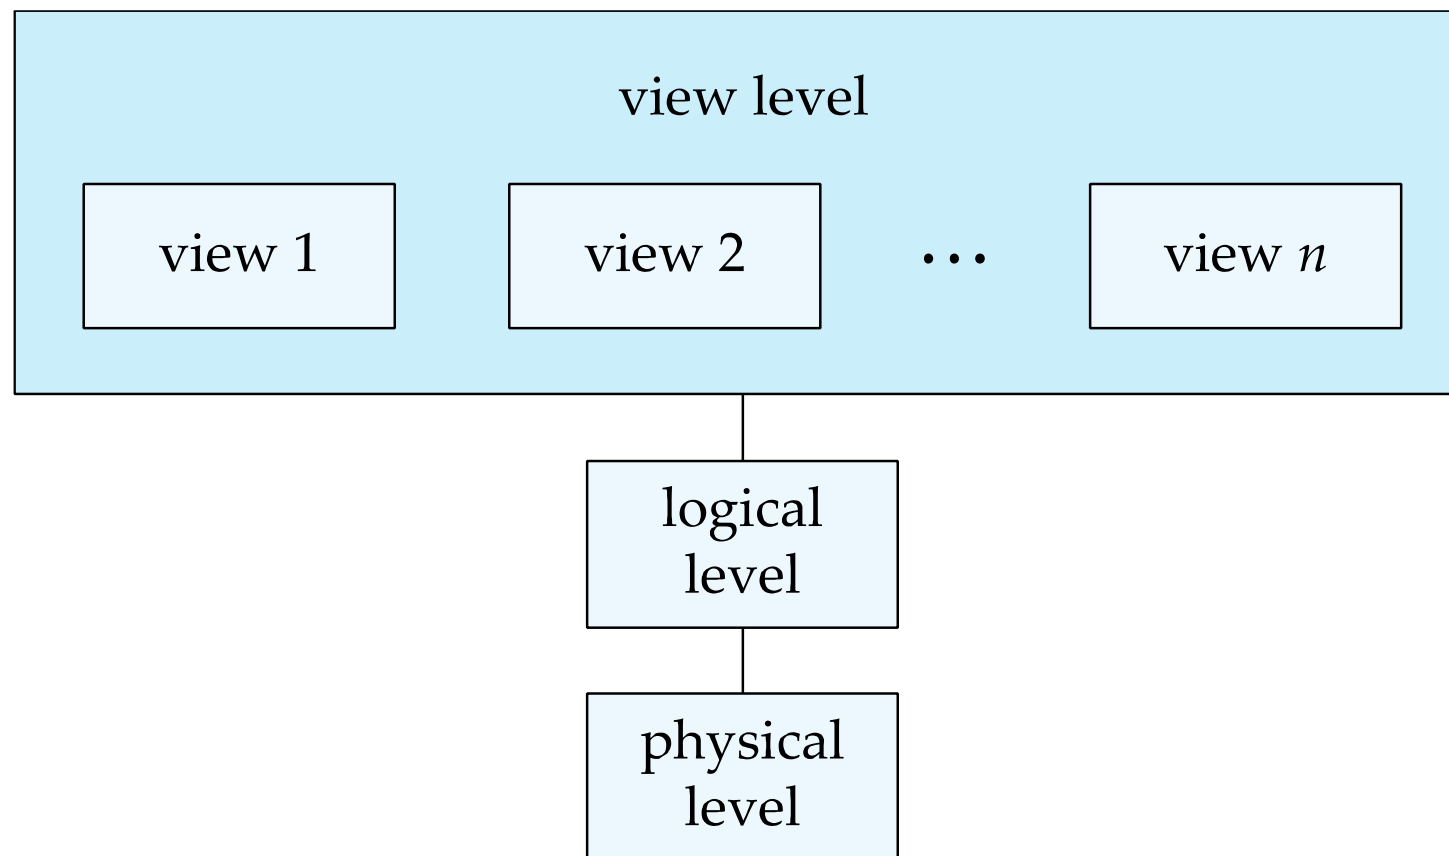 view level
view 1
view 2
...
view n
logical
level
physical
level